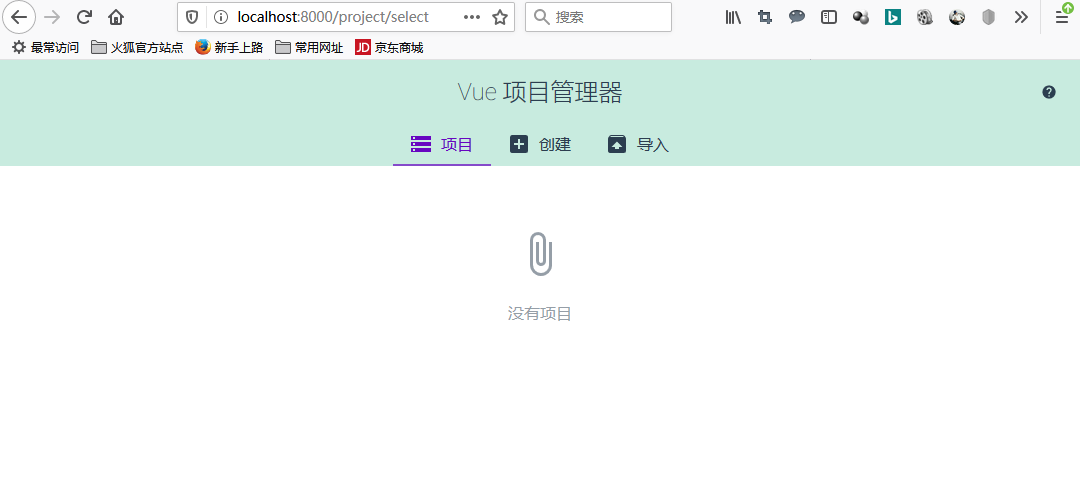 localhost:8000/project/select
搜索
最常访问 火狐官方站点 新手上路 常用网址 JD 京东商城
Vue 项目管理器
项目 创建 导入
没有项目